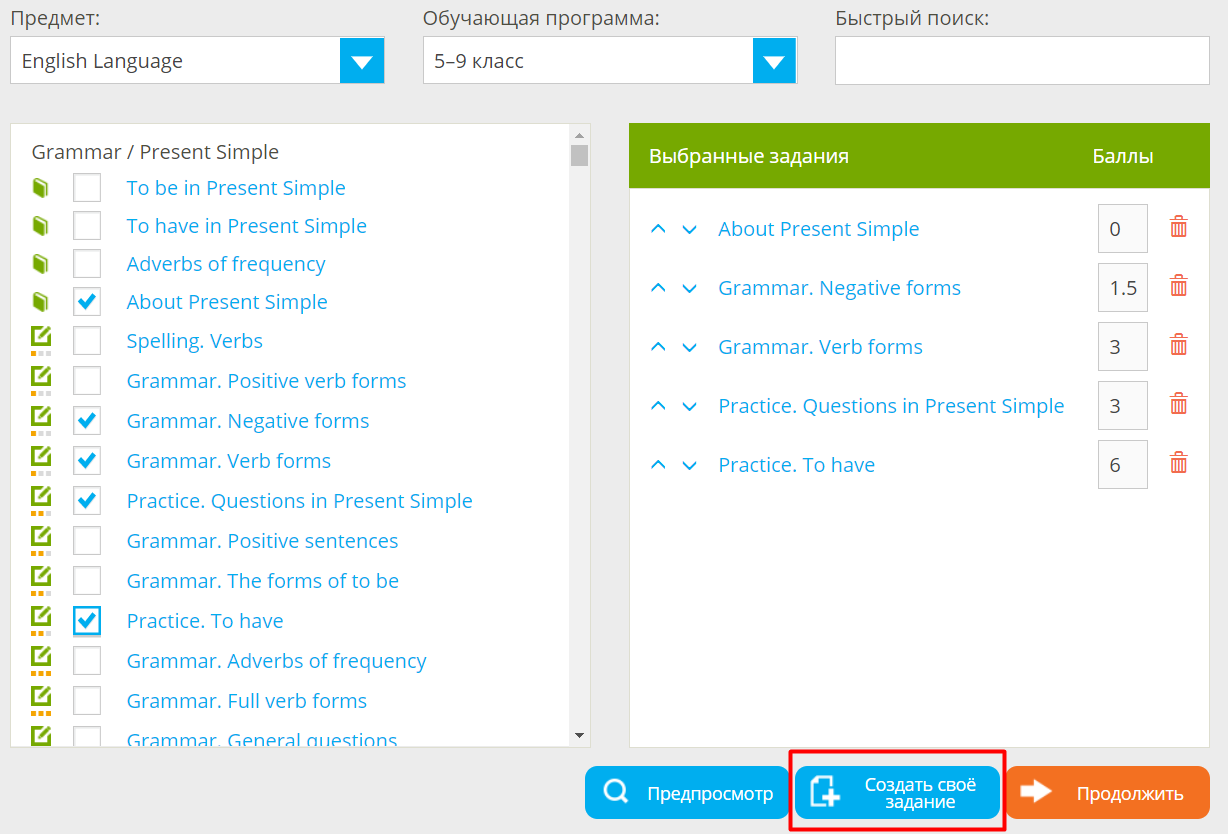 Предмет:
Обучающая программа:
Быстрый поиск:
English Language
5–9 класс
Grammar / Present Simple
To be in Present Simple
To have in Present Simple
Adverbs of frequency
About Present Simple
Spelling. Verbs
Grammar. Positive verb forms
Grammar. Negative forms
Grammar. Verb forms
Practice. Questions in Present Simple
Grammar. Positive sentences
Grammar. The forms of to be
Practice. To have
Grammar. Adverbs of frequency
Grammar. Full verb forms
Grammar. General questions
Выбранные задания Баллы
About Present Simple 0
Grammar. Negative forms 1.5
Grammar. Verb forms 3
Practice. Questions in Present Simple 3
Practice. To have 6
Предпросмотр
Создать своё
задание
Продолжить